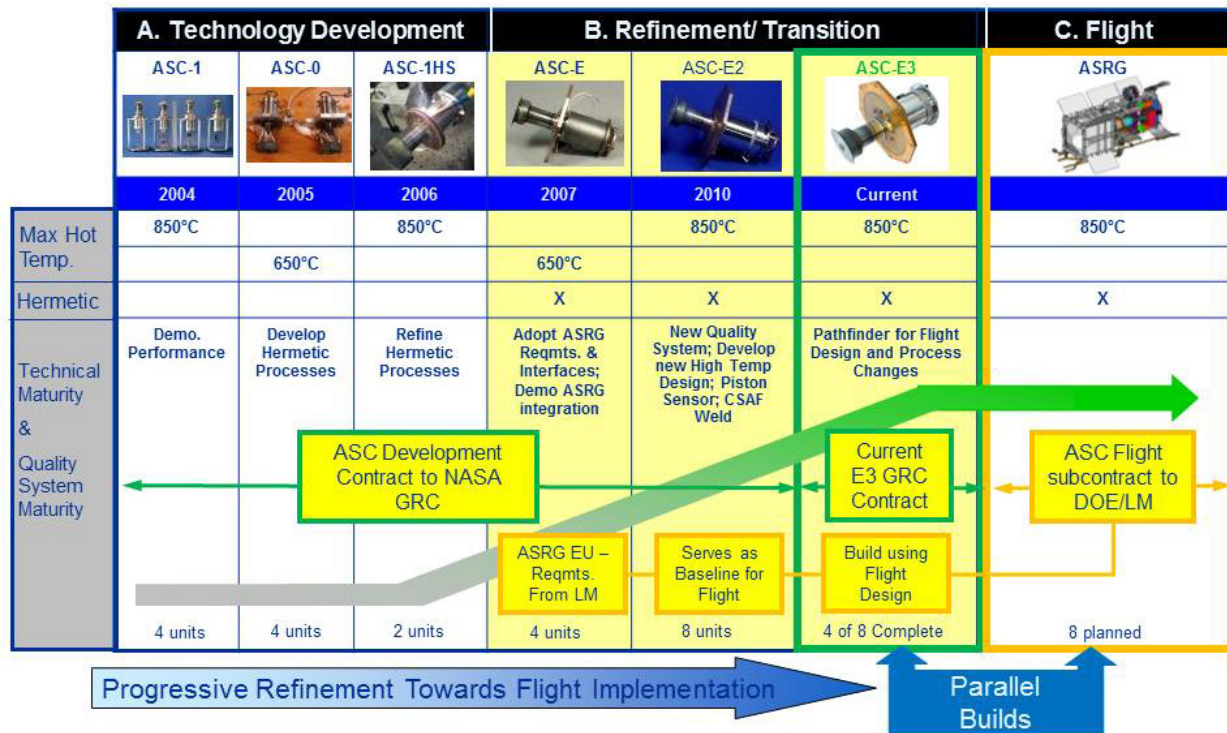 A. Technology Development
B. Refinement/ Transition
C. Flight
ASC-1
ASC-0
ASC-1HS
ASC-E
ASC-E2
ASC-E3
ASRG
2004
2005
2006
2007
2010
Current
Max Hot
Temp.
850°C
850°C
850°C
850°C
850°C
650°C
650°C
Hermetic
X
X
X
X
Technical
Maturity
&
Quality
System
Maturity
Demo.
Performance
Develop
Hermetic
Processes
Refine
Hermetic
Processes
Adopt ASRG
Reqmts. &
Interfaces;
Demo ASRG
integration
New Quality
System; Develop
new High Temp
Design; Piston
Sensor; CSAF
Weld
Pathfinder for Flight
Design and Process
Changes
ASC Development
Contract to NASA
GRC
Current
E3 GRC
Contract
ASC Flight
subcontract to
DOE/LM
ASRG EU –
Reqmts.
From LM
Serves as
Baseline for
Flight
Build using
Flight
Design
4 units
4 units
2 units
4 units
8 units
4 of 8 Complete
8 planned
Progressive Refinement Towards Flight Implementation
Parallel
Builds